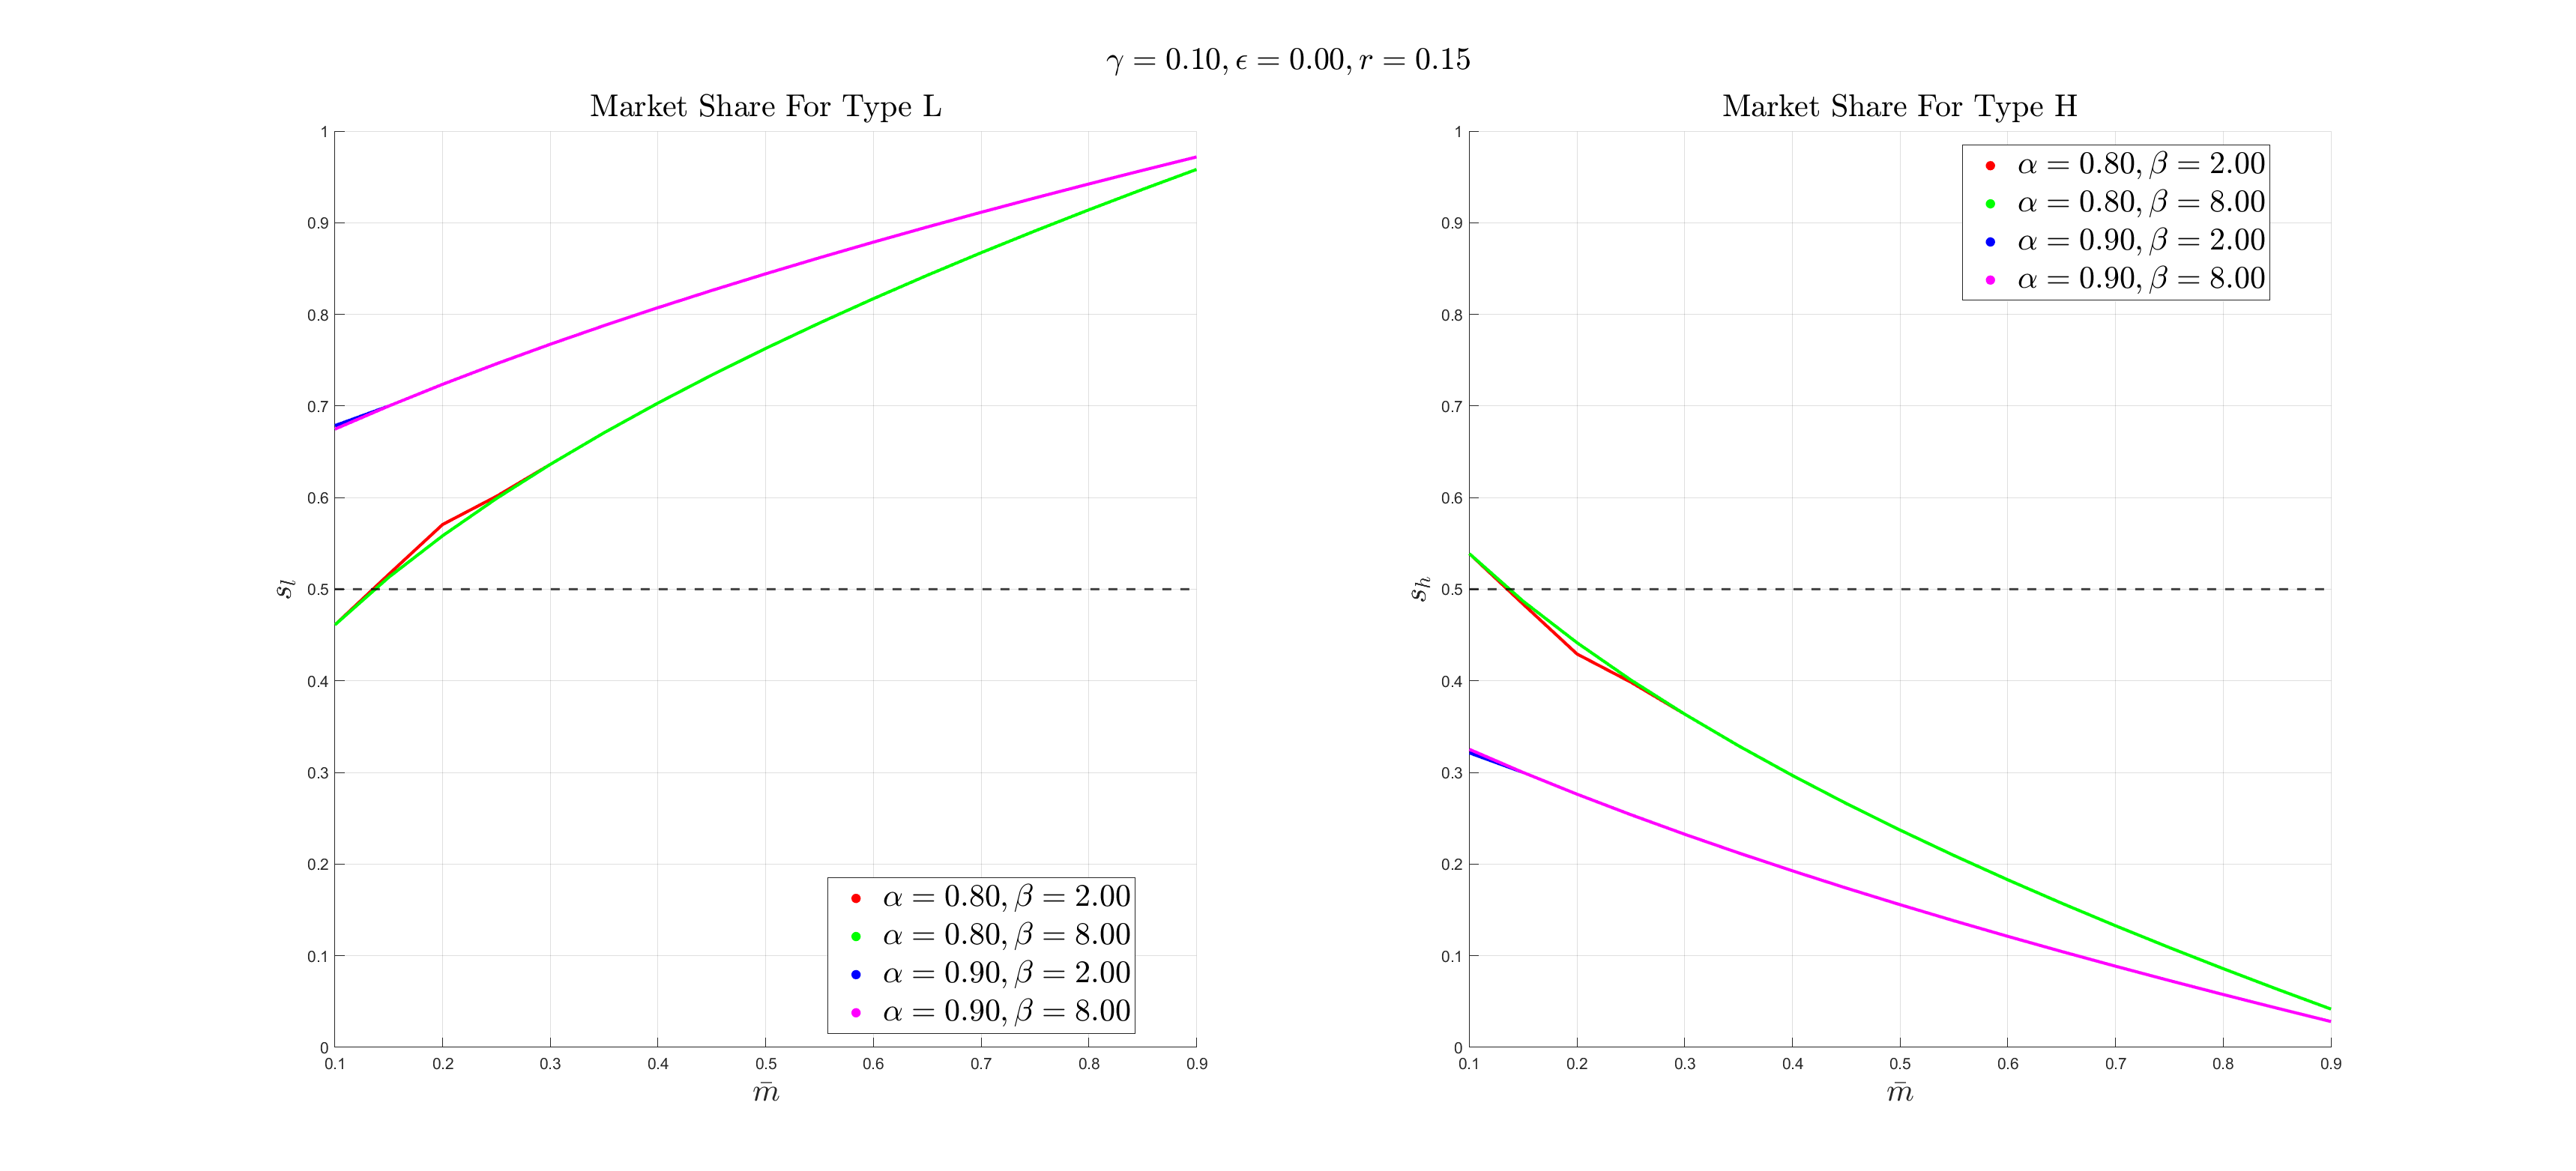 γ = 0.10, ϵ = 0.00, r = 0.15
Market Share For Type L
1
0.9
0.8
0.7
0.6
0.5
0.4
0.3
0.2
0.1
0
s_l
0.1 0.2 0.3 0.4 0.5 0.6 0.7 0.8 0.9
m̄
α = 0.80, β = 2.00
α = 0.80, β = 8.00
α = 0.90, β = 2.00
α = 0.90, β = 8.00
Market Share For Type H
1
0.9
0.8
0.7
0.6
0.5
0.4
0.3
0.2
0.1
0
s_h
0.1 0.2 0.3 0.4 0.5 0.6 0.7 0.8 0.9
m̄
α = 0.80, β = 2.00
α = 0.80, β = 8.00
α = 0.90, β = 2.00
α = 0.90, β = 8.00